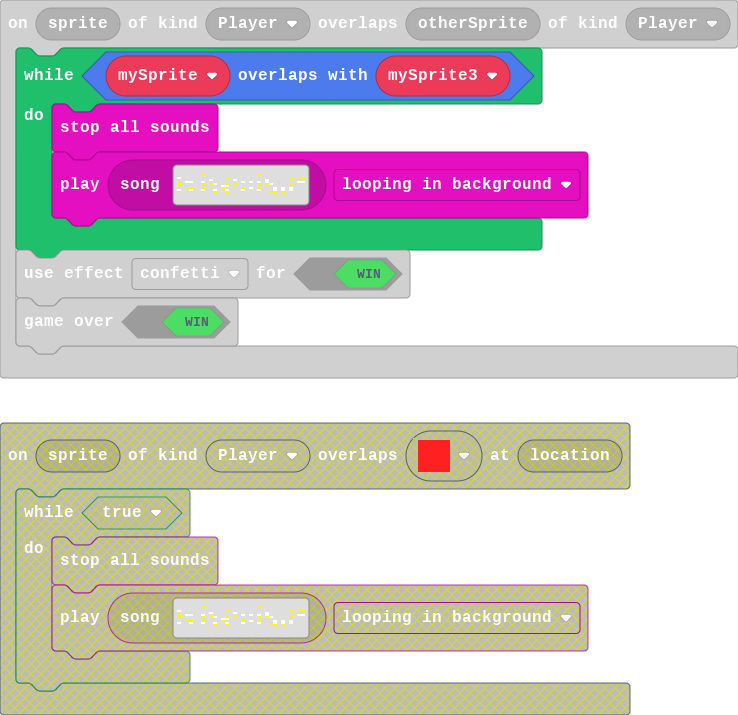 on sprite of kind Player overlaps otherSprite of kind Player
while mySprite overlaps with mySprite3
do
stop all sounds
play song looping in background
use effect confetti for WIN
game over WIN
on sprite of kind Player overlaps at location
while true
do
stop all sounds
play song looping in background